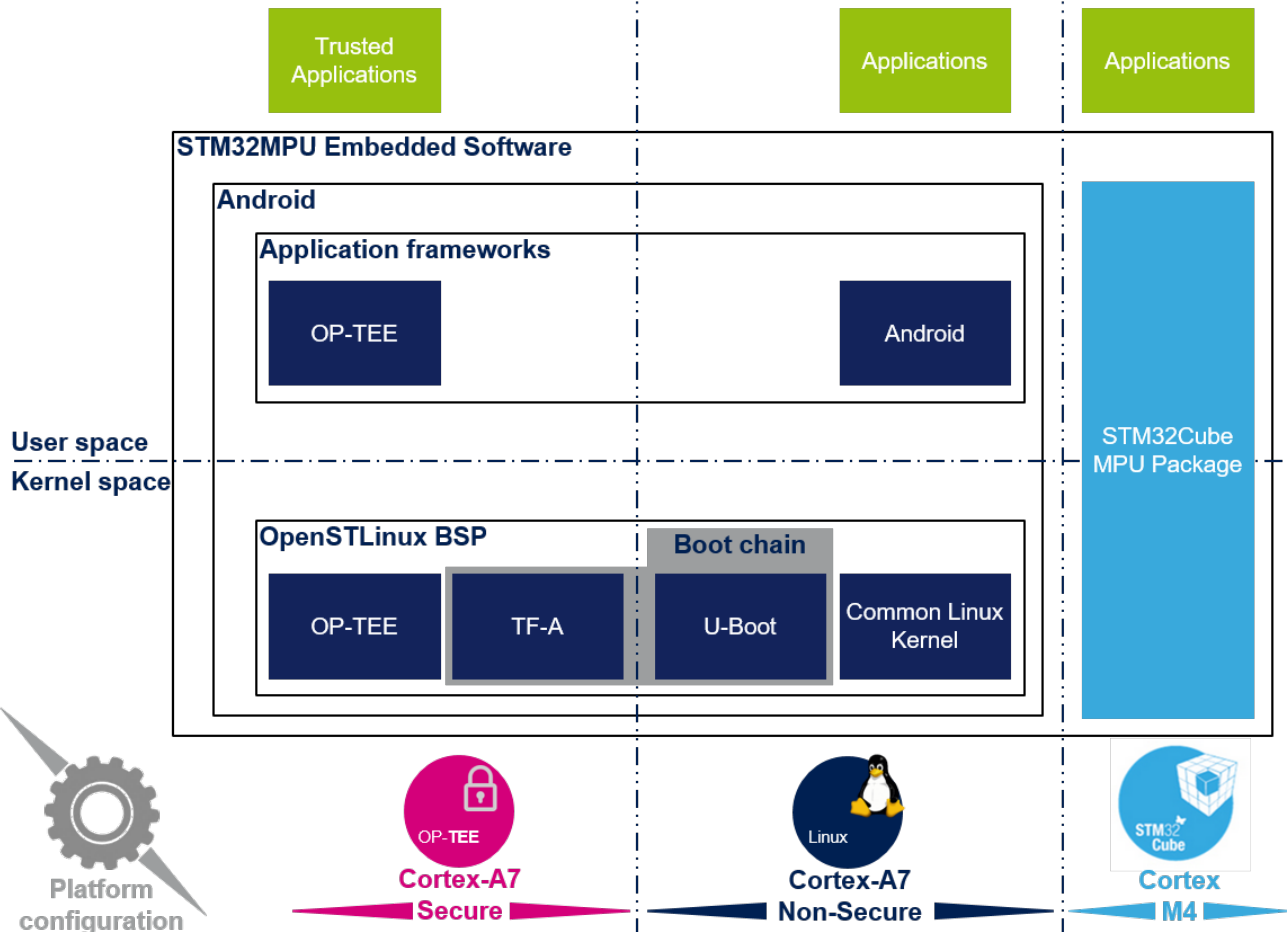 Trusted
Applications
Applications
Applications
STM32MPU Embedded Software
Android
Application frameworks
OP-TEE
Android
User space
Kernel space
STM32Cube
MPU Package
OpenSTLinux BSP
Boot chain
OP-TEE
TF-A
U-Boot
Common Linux
Kernel
OP-TEE
Linux
STM32
Cube
Platform
configuration
Cortex-A7
Secure
Cortex-A7
Non-Secure
Cortex
M4